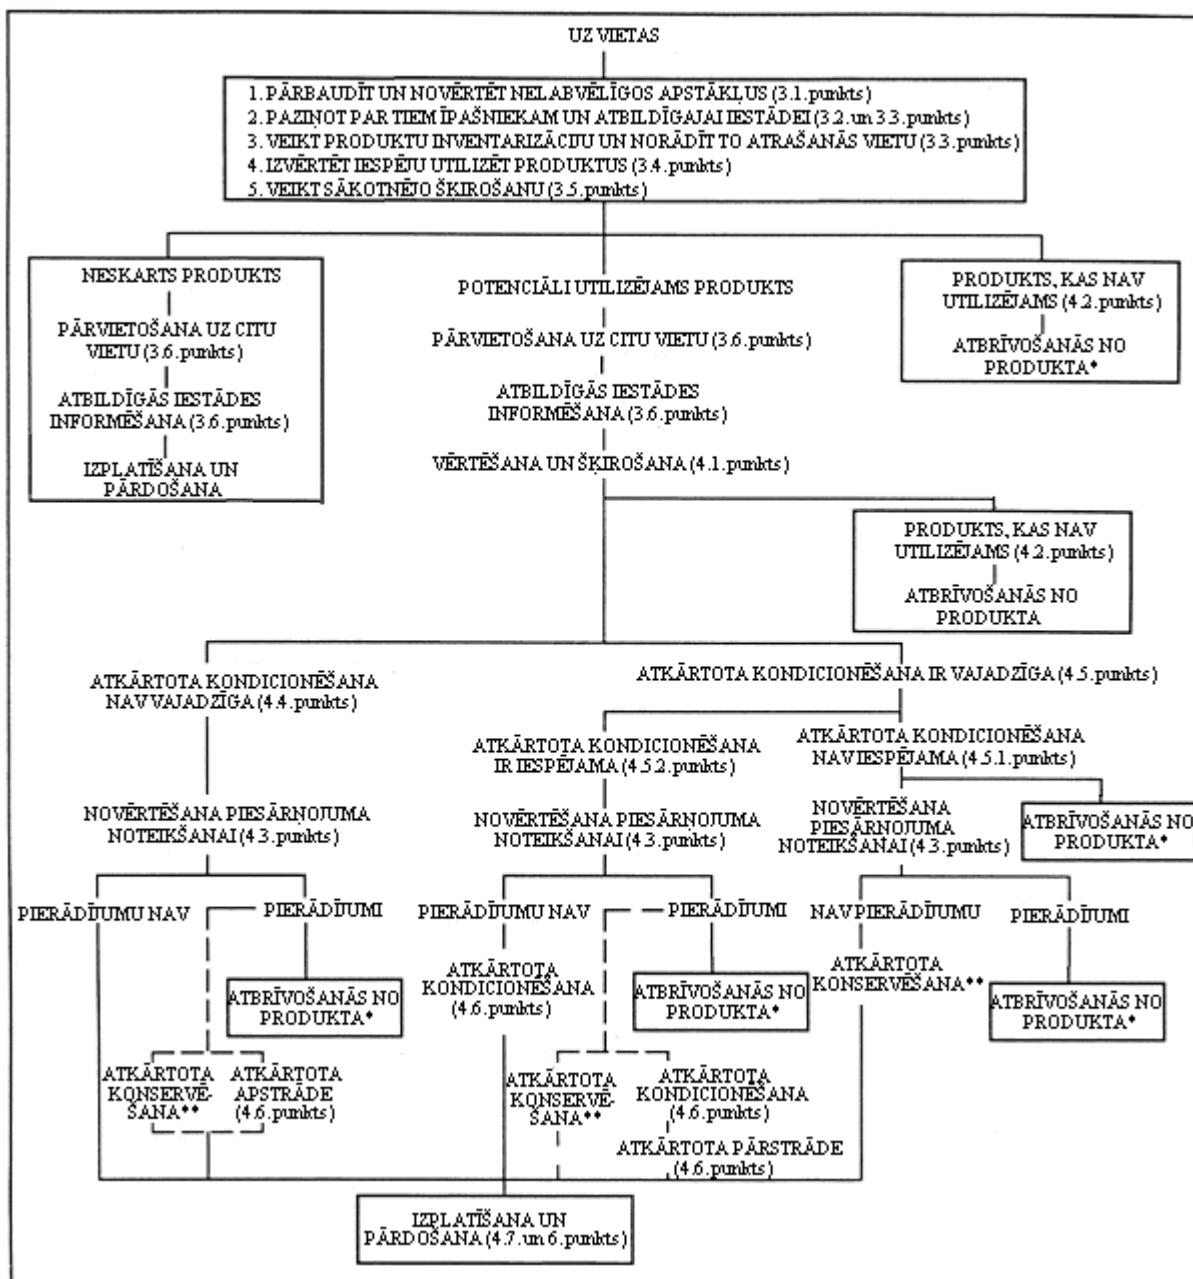 UZ VIETAS
1. PĀRBAUDĪT UN NOVĒRTĒT NELABVĒLĪGOS APSTĀKĻUS (3.1.punkts)
2. PAZIŅOT PAR TIEM ĪPAŠNIEKAM UN ATBILDĪGAJAI IESTĀDEI (3.2.un 3.3.punkts)
3. VEIKT PRODUKTU INVENTARIZĀCIJU UN NORĀDĪT TO ATRAŠANĀS VIETU (3.3.punkts)
4. IZVĒRTĒT IESPĒJU UTILIZĒT PRODUKTUS (3.4.punkts)
5. VEIKT SĀKOTNĒJO ŠĶIROŠANU (3.5.punkts)
NESKARTS PRODUKTS
PĀRVIETOŠANA UZ CITU
VIETU (3.6.punkts)
ATBILDĪGĀS IESTĀDES
INFORMĒŠANA (3.6.punkts)
IZPLATĪŠANA UN
PĀRDOŠANA
POTENCIĀLI UTILIZĒJAMS PRODUKTS
PĀRVIETOŠANA UZ CITU VIETU (3.6.punkts)
ATBILDĪGĀS IESTĀDES
INFORMĒŠANA (3.6.punkts)
VĒRTĒŠANA UN ŠĶIROŠANA (4.1.punkts)
PRODUKTS, KAS NAV
UTILIZĒJAMS (4.2.punkts)
ATBRĪVOŠANĀS NO
PRODUKTA*
PRODUKTS, KAS NAV
UTILIZĒJAMS (4.2.punkts)
ATBRĪVOŠANĀS NO
PRODUKTA
ATKĀRTOTA KONDICIONĒŠANA
NAV VAJADZĪGA (4.4.punkts)
ATKĀRTOTA KONDICIONĒŠANA IR VAJADZĪGA (4.5.punkts)
ATKĀRTOTA KONDICIONĒŠANA
IR IESPĒJAMA (4.5.2.punkts)
ATKĀRTOTA KONDICIONĒŠANA
NAV IESPĒJAMA (4.5.1.punkts)
NOVĒRTĒŠANA PIESĀRŅOJUMA
NOTEIKŠANAI (4.3.punkts)
NOVĒRTĒŠANA PIESĀRŅOJUMA
NOTEIKŠANAI (4.3.punkts)
NOVĒRTĒŠANA
PIESĀRŅOJUMA
NOTEIKŠANAI (4.3.punkts)
ATBRĪVOŠANĀS NO
PRODUKTA*
PIERĀDĪJUMU NAV
PIERĀDĪJUMI
PIERĀDĪJUMU NAV
PIERĀDĪJUMI
NAV PIERĀDĪJUMU
PIERĀDĪJUMI
ATBRĪVOŠANĀS NO
PRODUKTA*
ATKĀRTOTA
KONDICIONĒŠANA
(4.6.punkts)
ATBRĪVOŠANĀS NO
PRODUKTA*
ATKĀRTOTA
KONSERVĒŠANA**
ATBRĪVOŠANĀS NO
PRODUKTA*
ATKĀRTOTA
KONSERVĒ-
ŠANA**
ATKĀRTOTA
APSTRĀDE
(4.6.punkts)
ATKĀRTOTA
KONSERVĒ-
ŠANA**
ATKĀRTOTA
KONDICIONĒŠANA
(4.6.punkts)
ATKĀRTOTA PĀRSTRĀDE
(4.6.punkts)
IZPLATĪŠANA UN
PĀRDOŠANA (4.7.un 6.punkts)